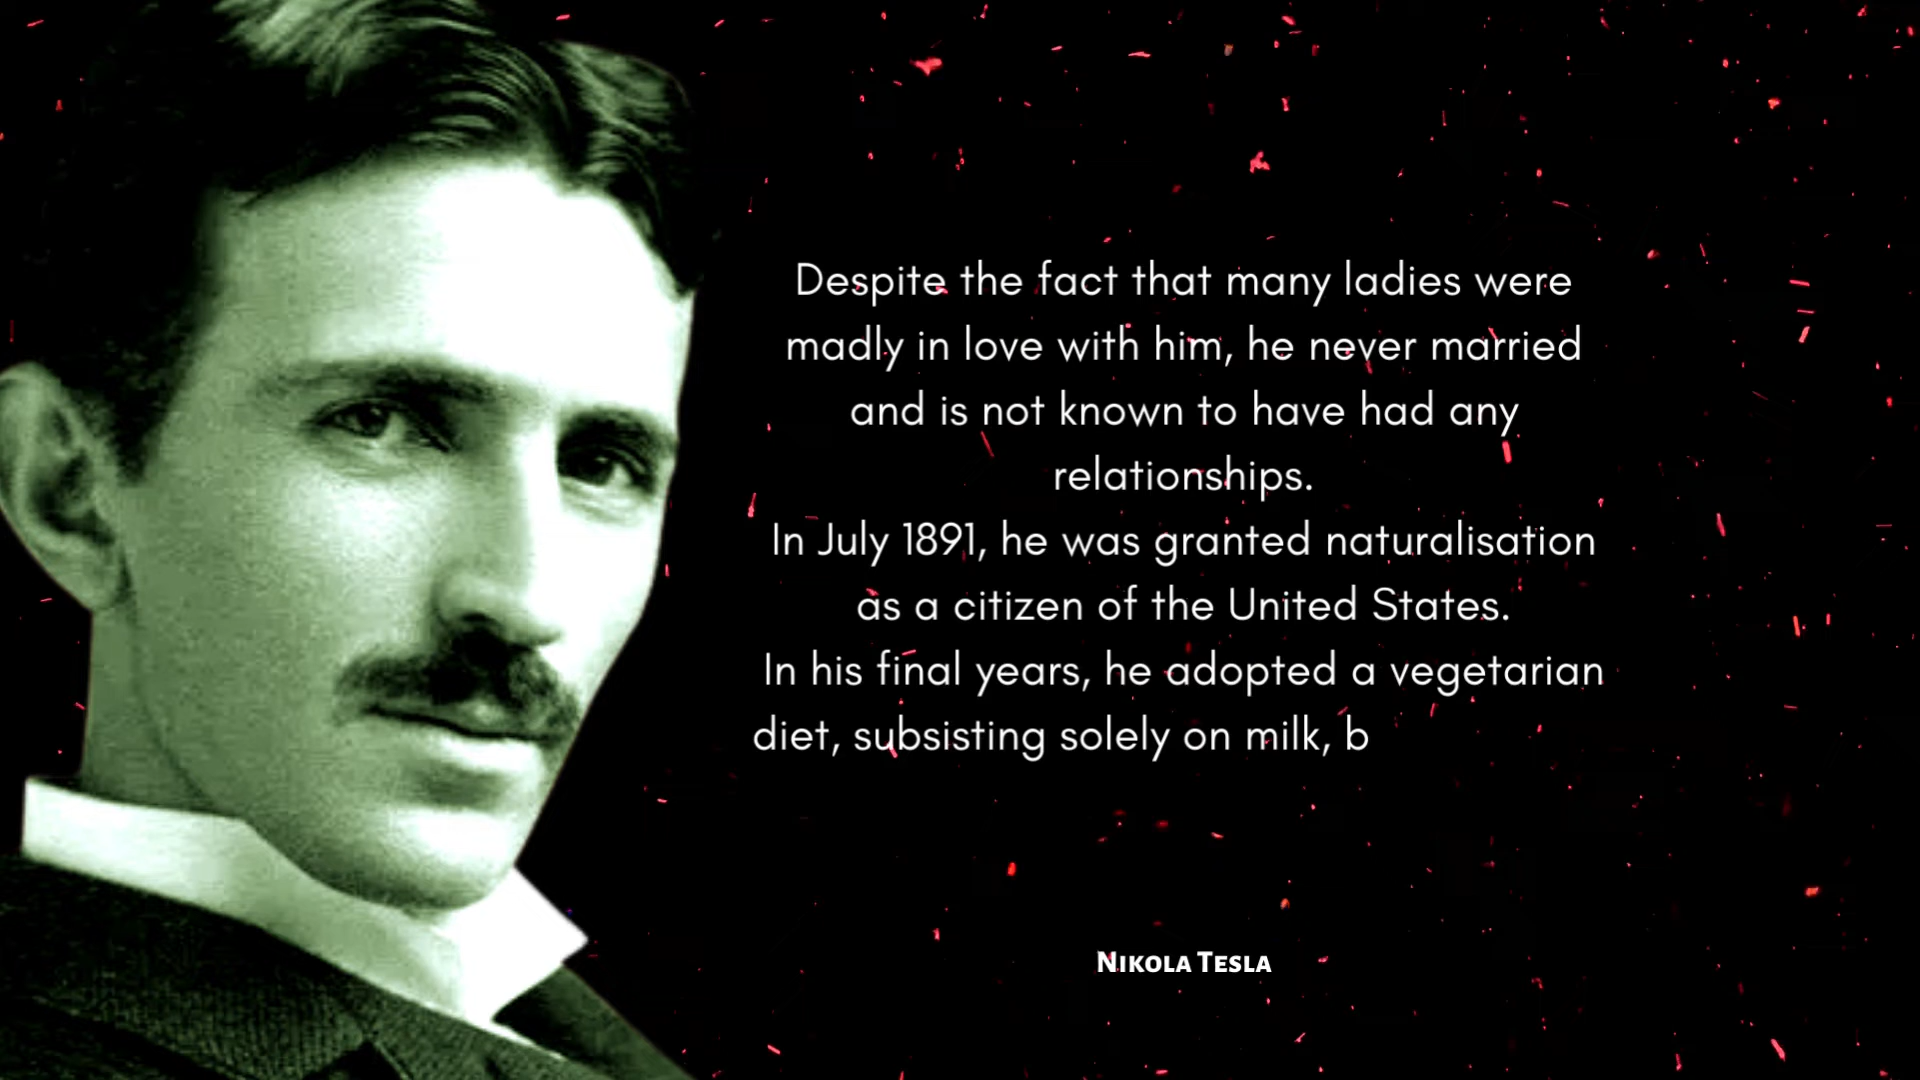 Despite the fact that many ladies were
madly in love with him, he never married
and is not known to have had any
relationships.
In July 1891, he was granted naturalisation
as a citizen of the United States.
In his final years, he adopted a vegetarian
diet, subsisting solely on milk, b
Nikola Tesla